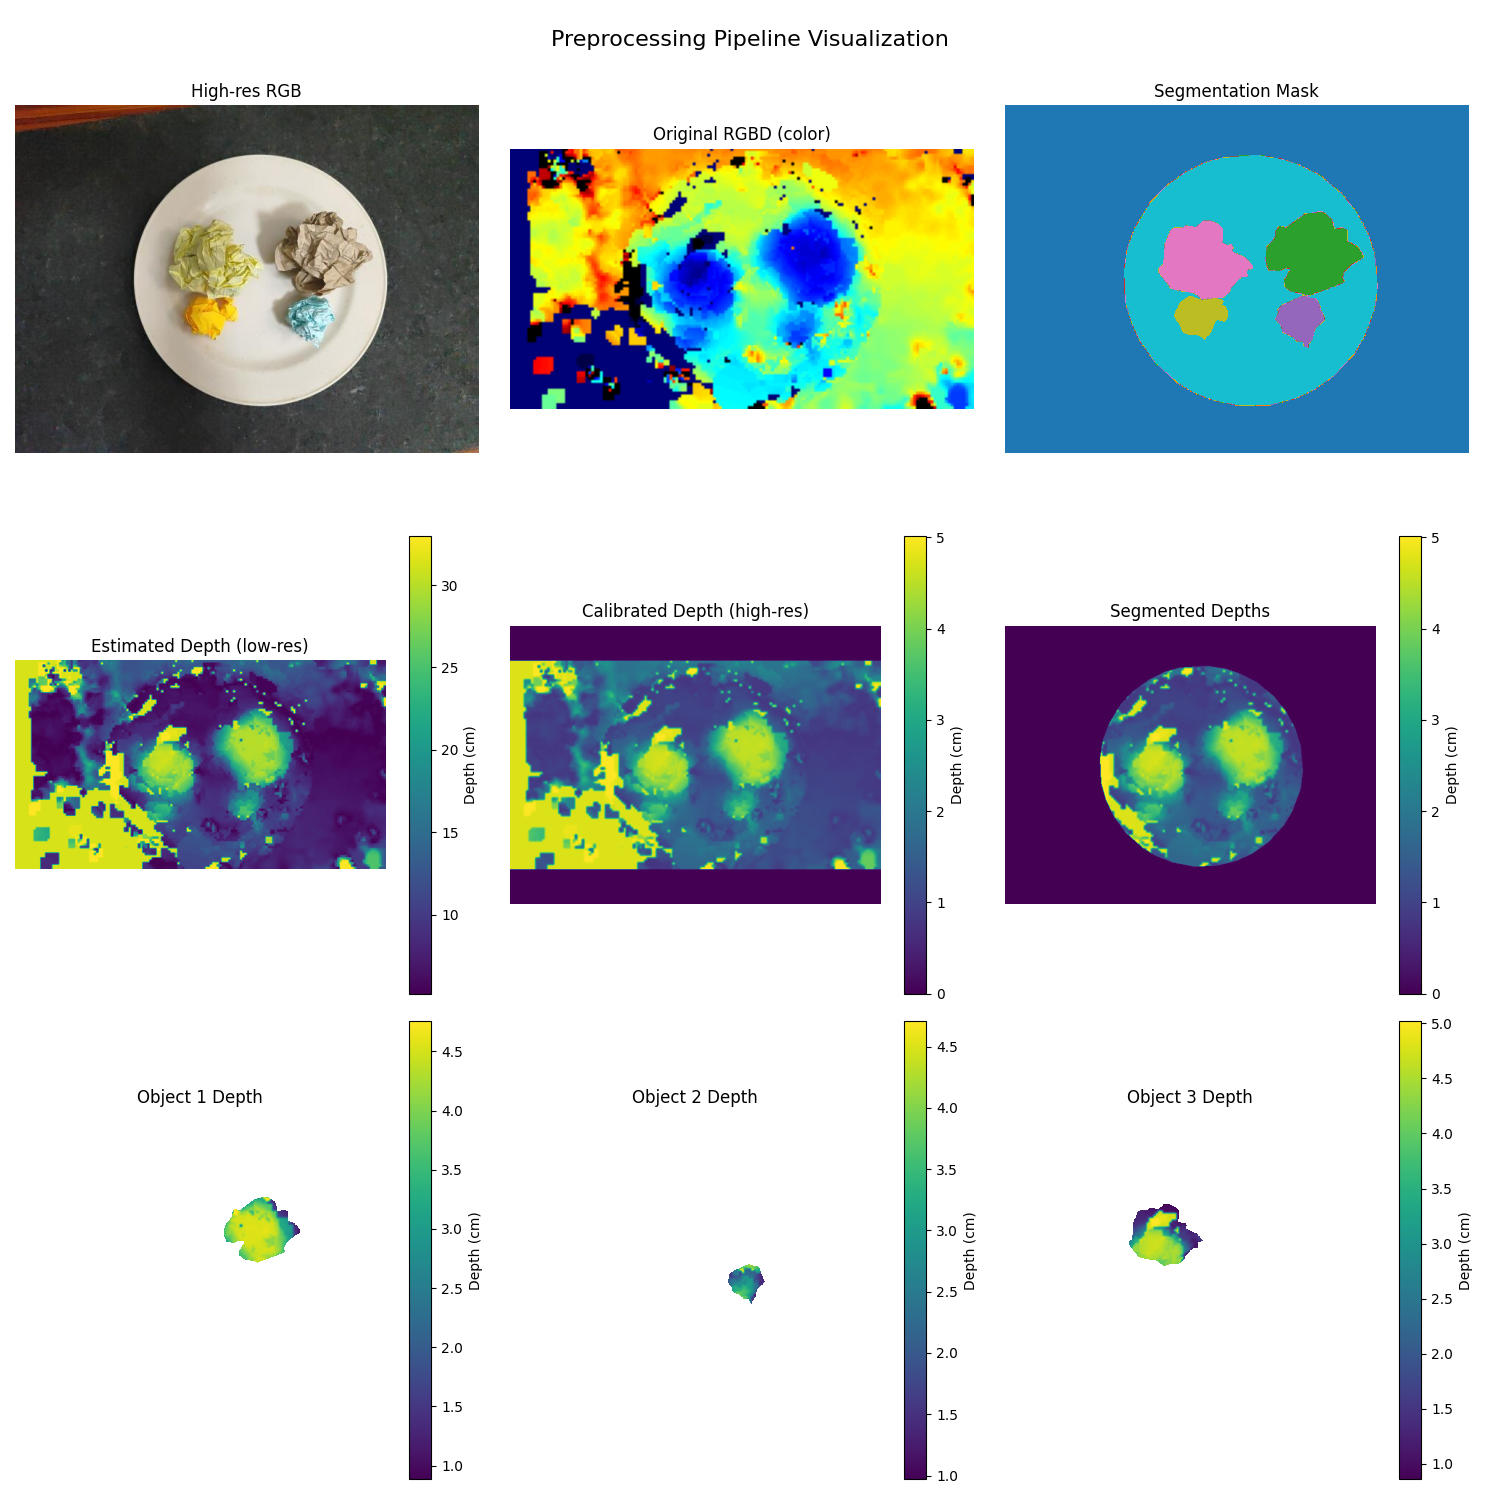 Preprocessing Pipeline Visualization
High-res RGB
Original RGBD (color)
Segmentation Mask
Estimated Depth (low-res)
30
25
20
15
10
Depth (cm)
Calibrated Depth (high-res)
5
4
3
2
1
0
Depth (cm)
Segmented Depths
5
4
3
2
1
0
Depth (cm)
Object 1 Depth
4.5
4.0
3.5
3.0
2.5
2.0
1.5
1.0
Depth (cm)
Object 2 Depth
4.5
4.0
3.5
3.0
2.5
2.0
1.5
1.0
Depth (cm)
Object 3 Depth
5.0
4.5
4.0
3.5
3.0
2.5
2.0
1.5
1.0
Depth (cm)